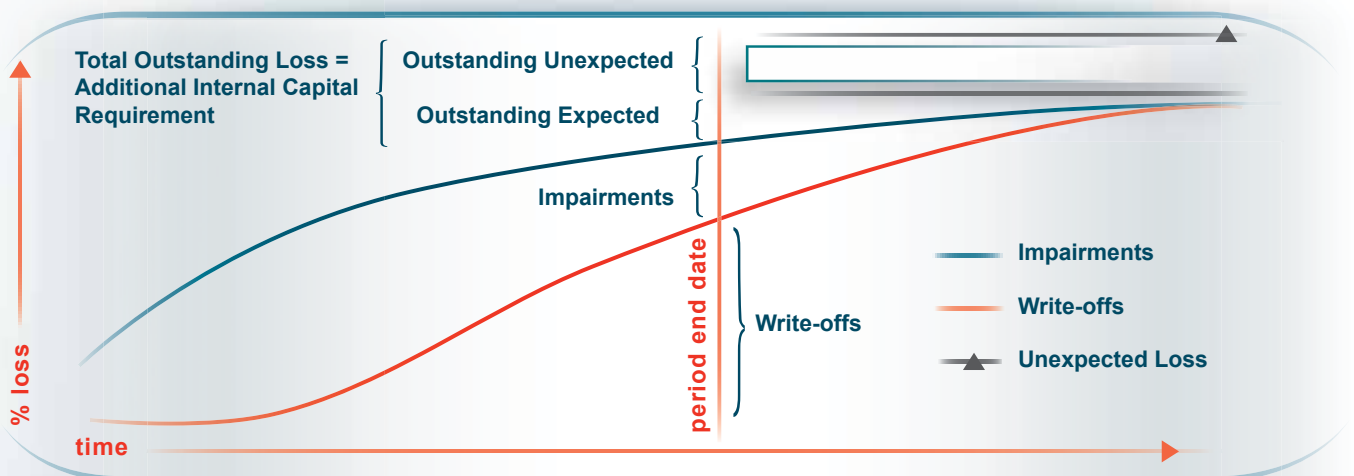 Total Outstanding Loss =
Additional Internal Capital
Requirement
Outstanding Unexpected
Outstanding Expected
Impairments
period end date
Write-offs
Impairments
Write-offs
Unexpected Loss
% loss
time